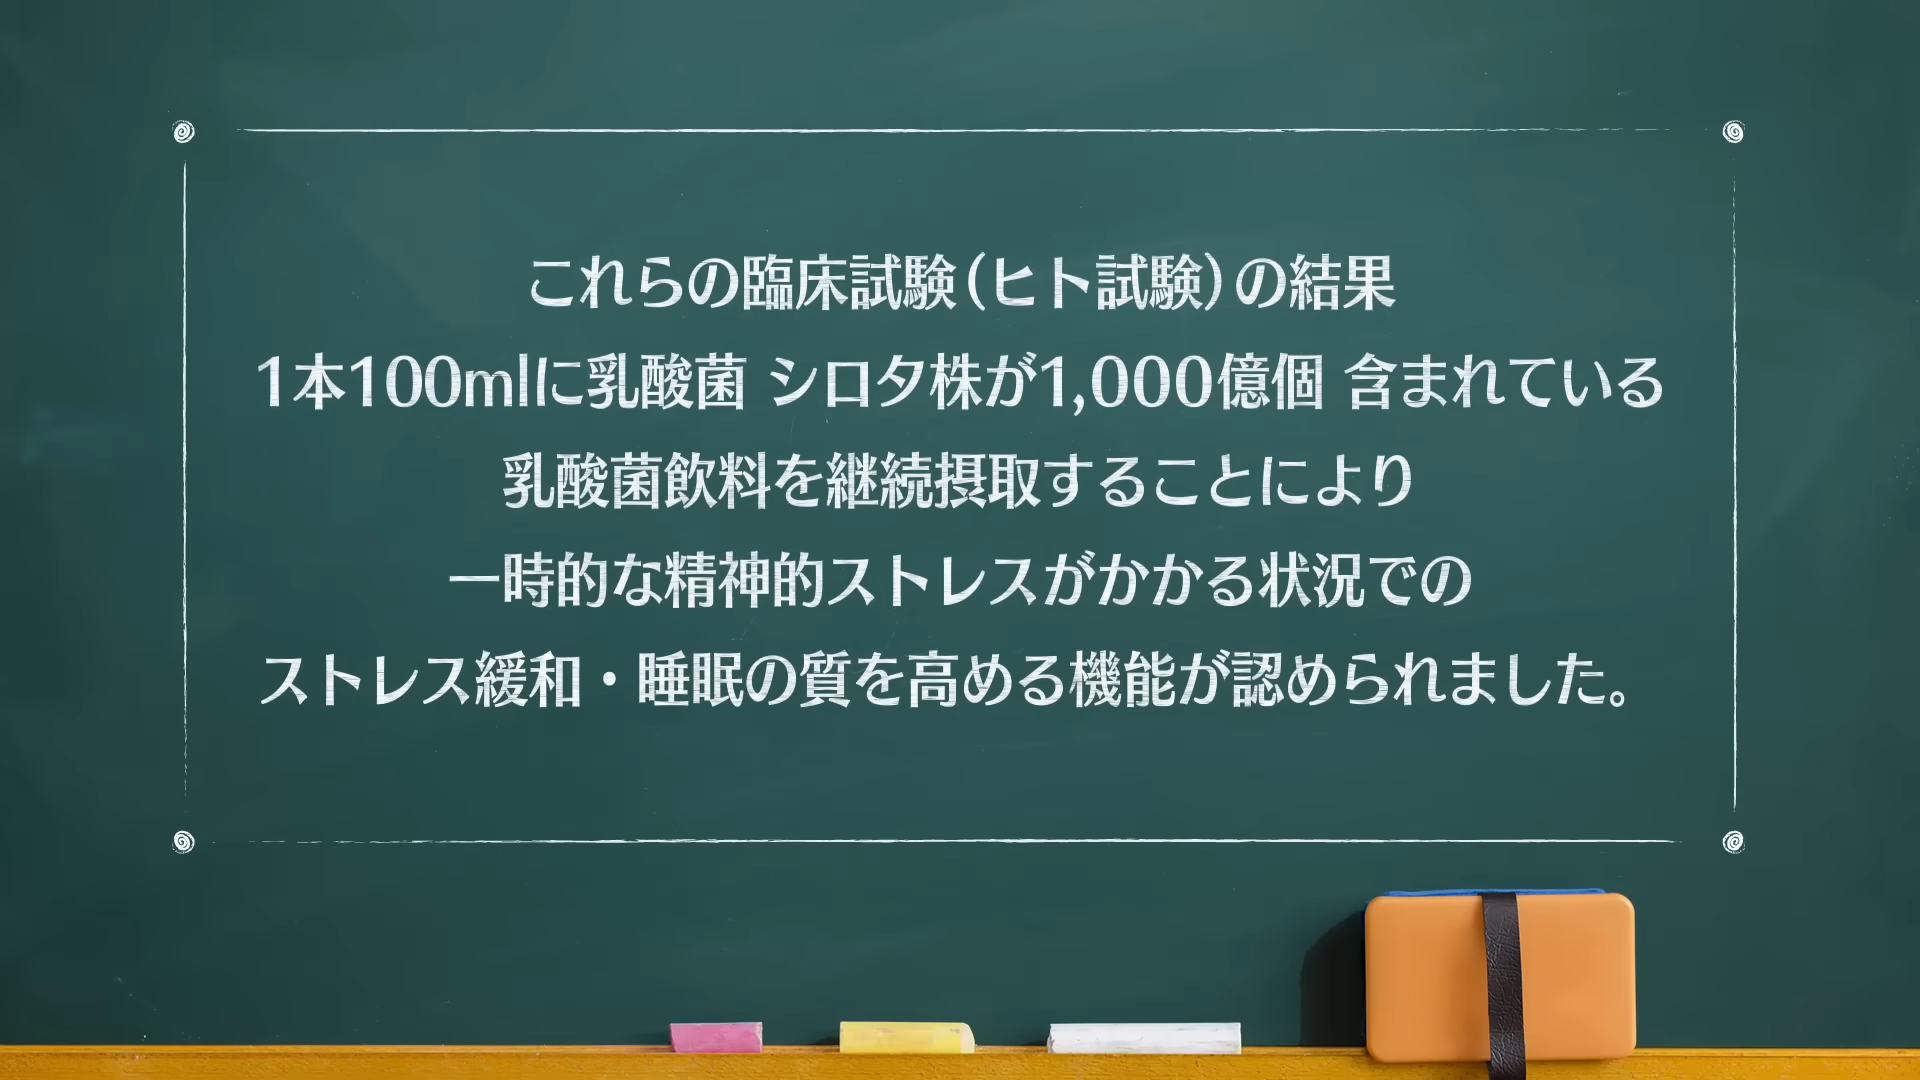 これらの臨床試験（ヒト試験）の結果
1本100mlに乳酸菌 シロタ株が1,000億個 含まれている
乳酸菌飲料を継続摂取することにより
一時的な精神的ストレスがかかる状況での
ストレス緩和・睡眠の質を高める機能が認められました。